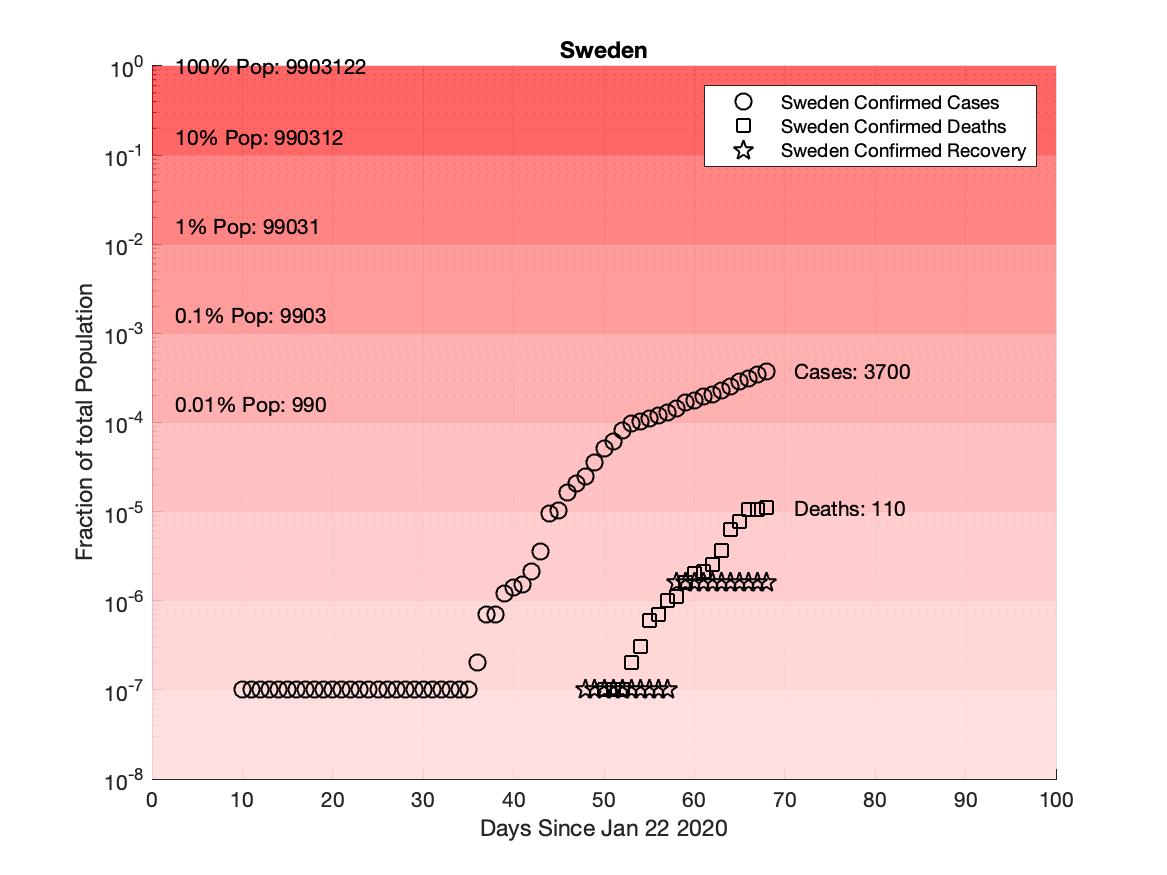 Sweden
10^0
100% Pop: 9903122
Sweden Confirmed Cases
Sweden Confirmed Deaths
Sweden Confirmed Recovery
10% Pop: 990312
10^-1
1% Pop: 99031
10^-2
0.1% Pop: 9903
10^-3
Cases: 3700
0.01% Pop: 990
10^-4
Deaths: 110
10^-5
10^-6
10^-7
10^-8
Fraction of total Population
0 10 20 30 40 50 60 70 80 90 100
Days Since Jan 22 2020